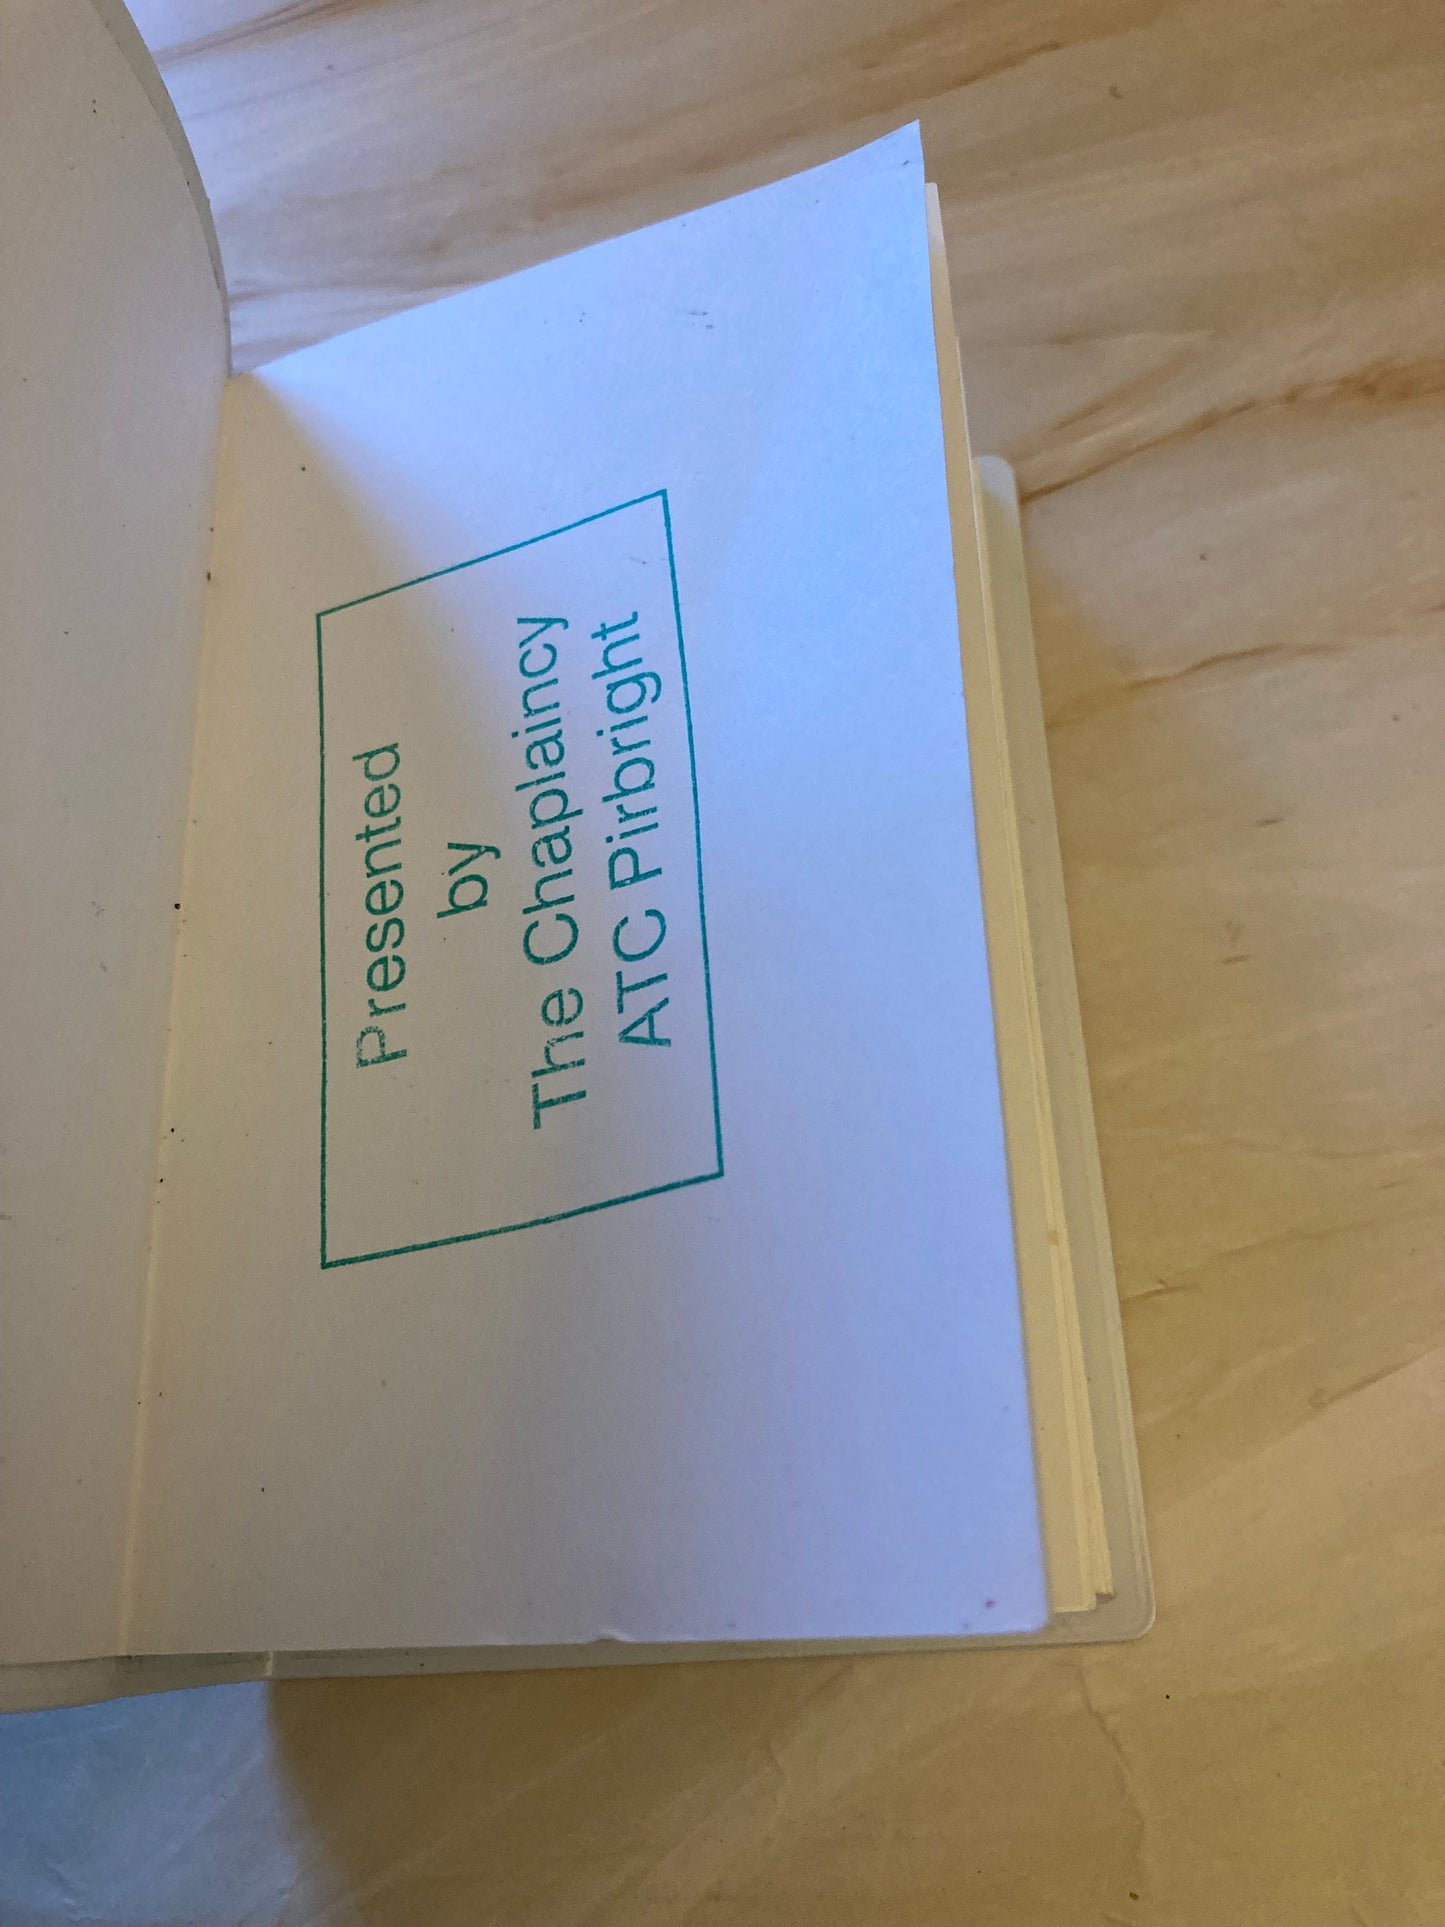 Presented
by
The Chaplaincy
ATC Pirbright